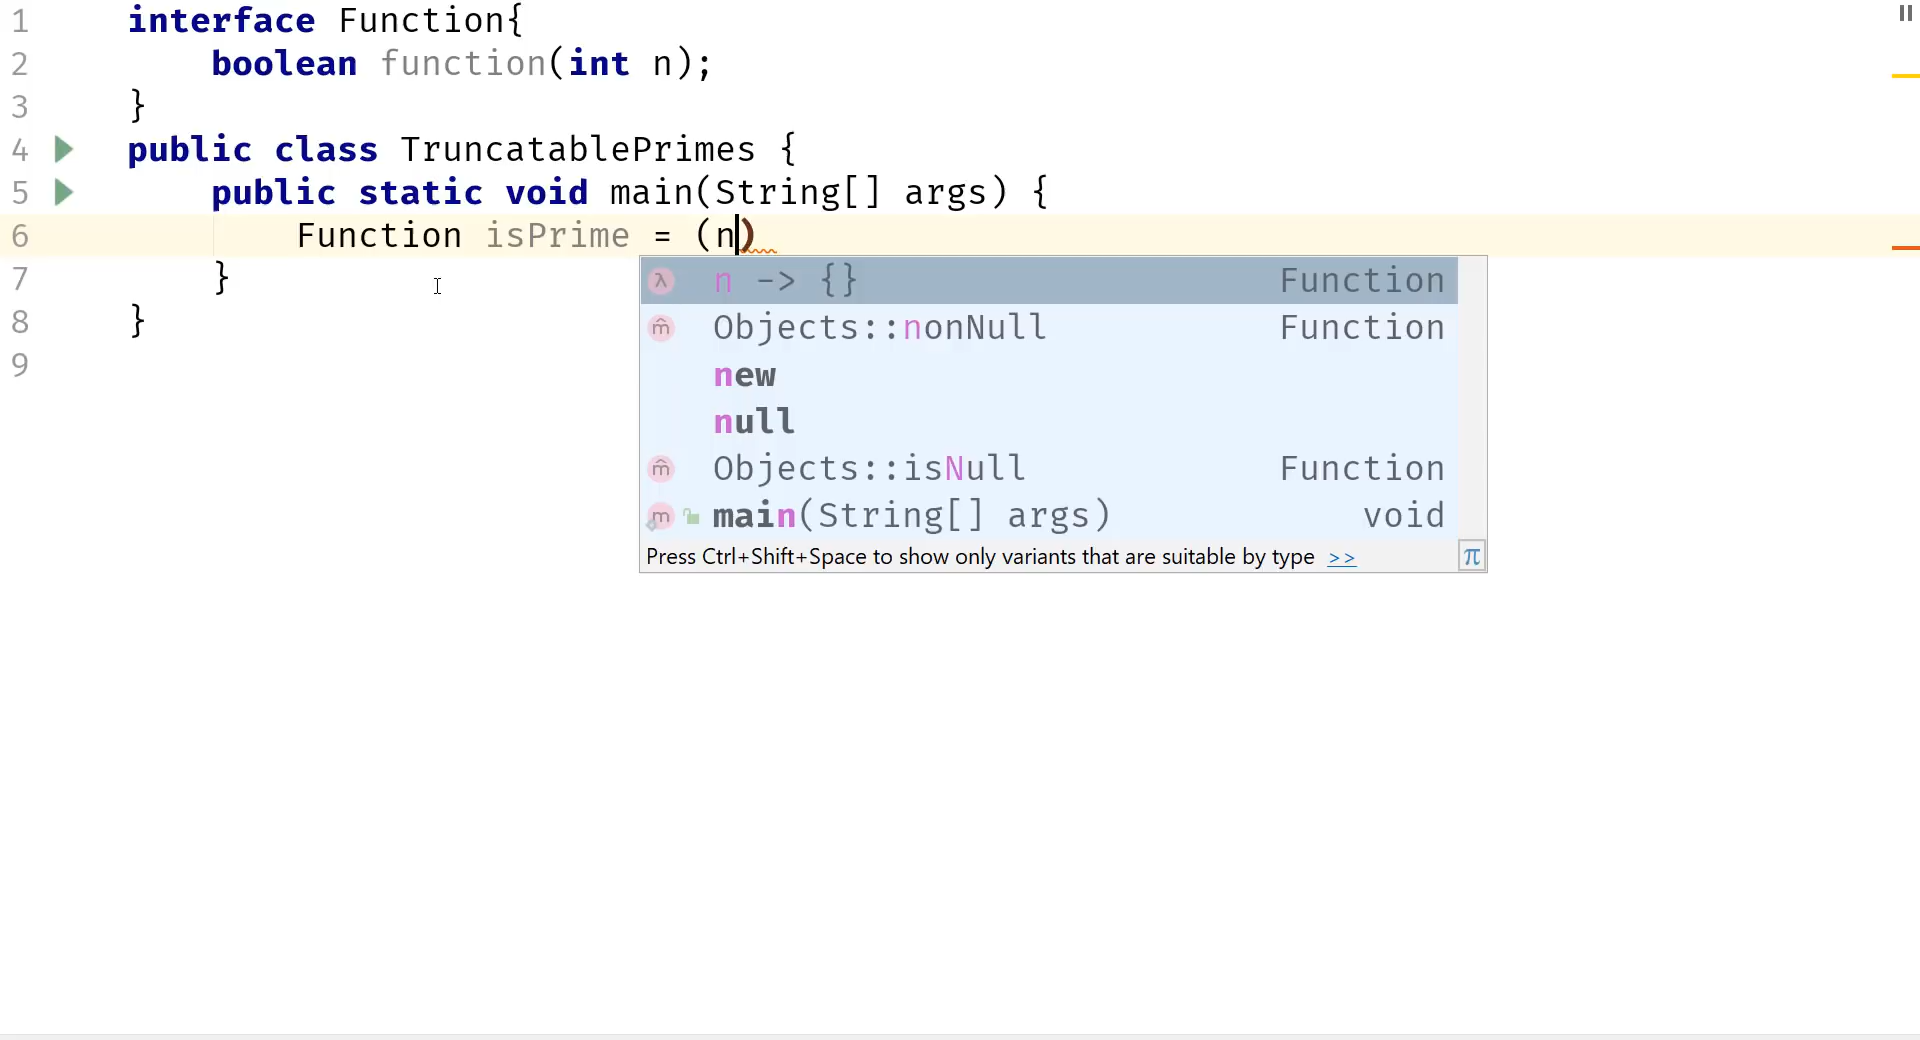 1 interface Function{
2 boolean function(int n);
3 }
4 public class TruncatablePrimes {
5 public static void main(String[] args) {
6 Function isPrime = (n)
7 }
8 }
9
λ n -> {} Function
m Objects::nonNull Function
new
null
m Objects::isNull Function
m main(String[] args) void
Press Ctrl+Shift+Space to show only variants that are suitable by type >> π